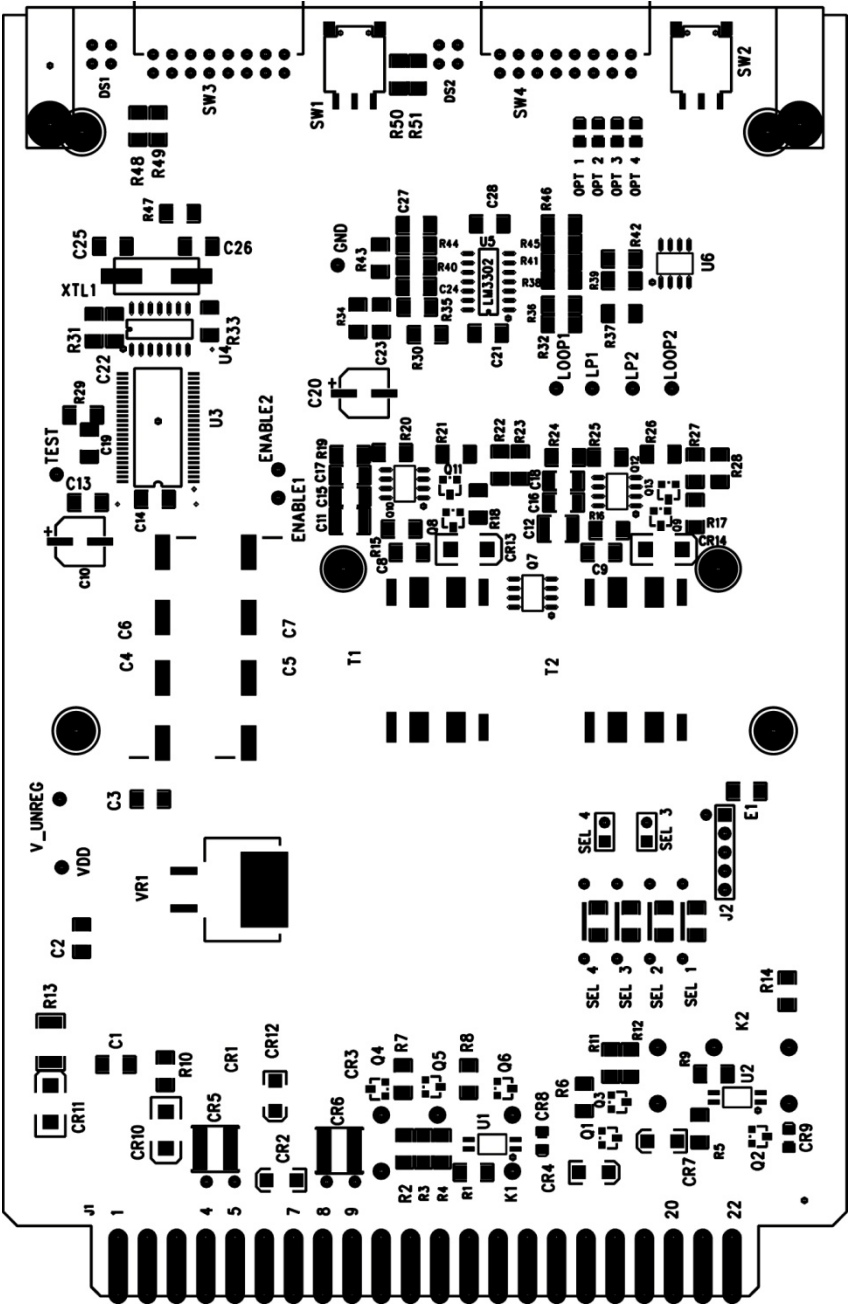 DS1
SW3
SW1
DS2
SW4
SW2
R50
R51
R48
R49
OPT 1
OPT 2
OPT 3
OPT 4
R47
C27
C28
R46
C25
C26
GND
R43
R44
U5
R45
R42
U6
XTL1
R40
LM3302
R41
R39
C24
R38
R34
R35
R36
R37
R31
C22
U4
R33
C23
R30
C21
R32
LOOP1
LP1
LP2
LOOP2
C20
+
R29
C19
U3
TEST
ENABLE2
ENABLE1
R19
R20
R21
R22
R23
R24
R25
R26
R27
R28
C17
C15
C11
Q10
Q11
C18
C16
Q12
Q13
C13
C14
C10
+
R15
C8
Q8
R18
CR13
C12
R16
C9
Q9
R17
CR14
Q7
C6
C7
C4
C5
T1
T2
V_UNREG
C3
VDD
VR1
SEL 4
SEL 3
E1
J2
C2
SEL 4
SEL 3
SEL 2
SEL 1
R13
R14
C1
R10
CR1
CR12
CR3
Q4
R7
Q5
R8
Q6
R11
R12
K2
R9
U2
CR11
CR10
CR5
CR2
CR6
R6
Q3
CR8
Q1
U1
CR4
R2
R3
R4
R1
K1
CR7
R5
Q2
CR9
J1
1
4
5
7
8
9
20
22